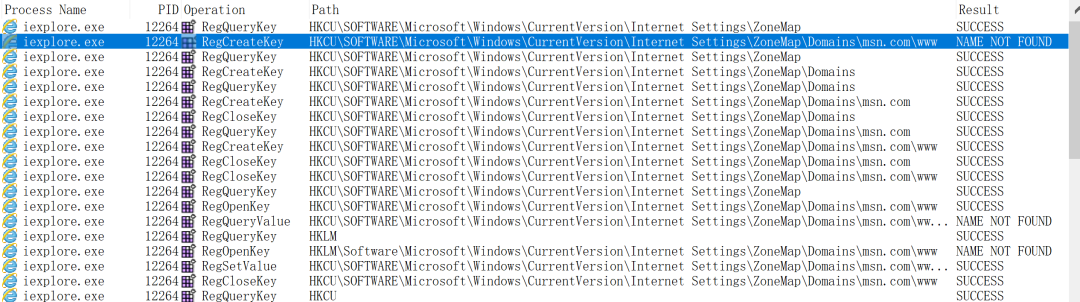 Process Name PID Operation Path Result
iexplore.exe 12264 RegQueryKey HKCU\SOFTWARE\Microsoft\Windows\CurrentVersion\Internet Settings\ZoneMap SUCCESS
iexplore.exe 12264 RegCreateKey HKCU\SOFTWARE\Microsoft\Windows\CurrentVersion\Internet Settings\ZoneMap\Domains\msn.com\www NAME NOT FOUND
iexplore.exe 12264 RegQueryKey HKCU\SOFTWARE\Microsoft\Windows\CurrentVersion\Internet Settings\ZoneMap SUCCESS
iexplore.exe 12264 RegCreateKey HKCU\SOFTWARE\Microsoft\Windows\CurrentVersion\Internet Settings\ZoneMap\Domains SUCCESS
iexplore.exe 12264 RegQueryKey HKCU\SOFTWARE\Microsoft\Windows\CurrentVersion\Internet Settings\ZoneMap\Domains SUCCESS
iexplore.exe 12264 RegCreateKey HKCU\SOFTWARE\Microsoft\Windows\CurrentVersion\Internet Settings\ZoneMap\Domains\msn.com SUCCESS
iexplore.exe 12264 RegCloseKey HKCU\SOFTWARE\Microsoft\Windows\CurrentVersion\Internet Settings\ZoneMap\Domains SUCCESS
iexplore.exe 12264 RegQueryKey HKCU\SOFTWARE\Microsoft\Windows\CurrentVersion\Internet Settings\ZoneMap\Domains\msn.com SUCCESS
iexplore.exe 12264 RegCreateKey HKCU\SOFTWARE\Microsoft\Windows\CurrentVersion\Internet Settings\ZoneMap\Domains\msn.com\www SUCCESS
iexplore.exe 12264 RegCloseKey HKCU\SOFTWARE\Microsoft\Windows\CurrentVersion\Internet Settings\ZoneMap\Domains\msn.com SUCCESS
iexplore.exe 12264 RegCloseKey HKCU\SOFTWARE\Microsoft\Windows\CurrentVersion\Internet Settings\ZoneMap\Domains\msn.com\www SUCCESS
iexplore.exe 12264 RegQueryKey HKCU\SOFTWARE\Microsoft\Windows\CurrentVersion\Internet Settings\ZoneMap SUCCESS
iexplore.exe 12264 RegOpenKey HKCU\SOFTWARE\Microsoft\Windows\CurrentVersion\Internet Settings\ZoneMap\Domains\msn.com\www SUCCESS
iexplore.exe 12264 RegQueryValue HKCU\SOFTWARE\Microsoft\Windows\CurrentVersion\Internet Settings\ZoneMap\Domains\msn.com\ww... NAME NOT FOUND
iexplore.exe 12264 RegQueryKey HKLM SUCCESS
iexplore.exe 12264 RegOpenKey HKLM\Software\Microsoft\Windows\CurrentVersion\Internet Settings\ZoneMap\Domains\msn.com\www NAME NOT FOUND
iexplore.exe 12264 RegSetValue HKCU\SOFTWARE\Microsoft\Windows\CurrentVersion\Internet Settings\ZoneMap\Domains\msn.com\ww... SUCCESS
iexplore.exe 12264 RegCloseKey HKCU\SOFTWARE\Microsoft\Windows\CurrentVersion\Internet Settings\ZoneMap\Domains\msn.com\www SUCCESS
iexplore.exe 12264 RegQueryKey HKCU SUCCESS